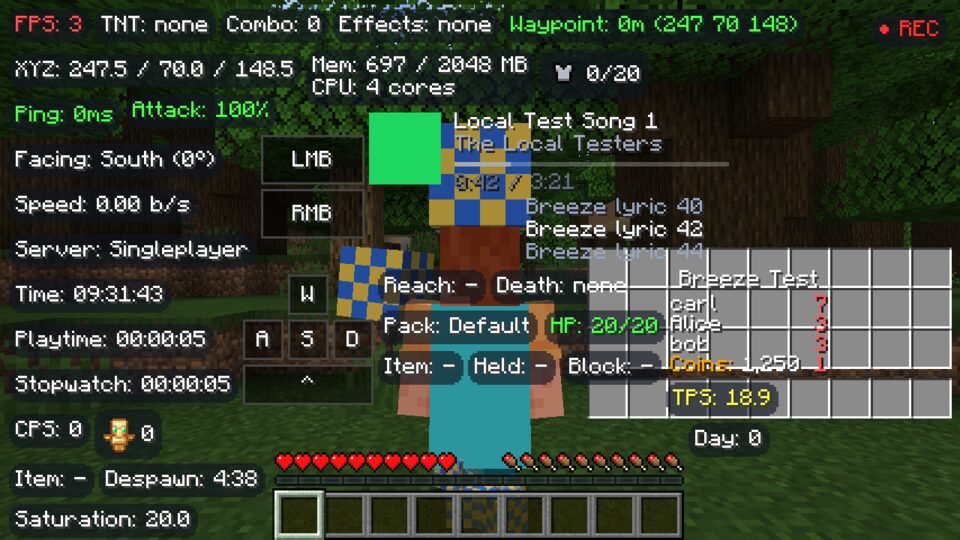 FPS: 3 TNT: none Combo: 0 Effects: none Waypoint: 0m (247 70 148) REC
XYZ: 247.5 / 70.0 / 148.5 Mem: 697 / 2048 MB 0/20
CPU: 4 cores
Ping: 0ms Attack: 100%
Local Test Song 1
The Local Testers
0:42 / 3:21
Facing: South (0°) LMB
Speed: 0.00 b/s RMB
Breeze lyric 40
Breeze lyric 42
Breeze lyric 44
Server: Singleplayer
Time: 09:31:43 W
Reach: - Death: none
Breeze Test
carl 7
Alice 3
bob 3
Coins: 1,250 1
Playtime: 00:00:05 A S D
Pack: Default HP: 20/20
Stopwatch: 00:00:05 ^
Item: - Held: - Block: -
TPS: 18.9
CPS: 0 0
Day: 0
Item: - Despawn: 4:38
Saturation: 20.0